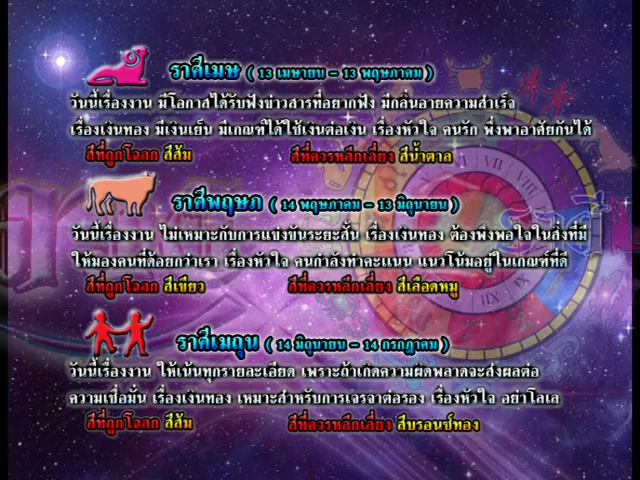 ราศีเมษ ( 13 เมษายน - 13 พฤษภาคม )
วันนี้เรื่องงาน มีโอกาสได้รับฟังข่าวสารที่อยากฟัง มีกลิ่นอายความสำเร็จ
เรื่องเงินทอง มีเงินเย็น มีเกณฑ์ได้ใช้เงินต่อเงิน เรื่องหัวใจ คนรัก พึ่งพาอาศัยกันได้
สีที่ถูกโฉลก สีส้ม สีที่ควรหลีกเลี่ยง สีน้ำตาล
ราศีพฤษภ ( 14 พฤษภาคม - 13 มิถุนายน )
วันนี้เรื่องงาน ไม่เหมาะกับการแข่งขันระยะสั้น เรื่องเงินทอง ต้องพึงพอใจในสิ่งที่มี
ให้มองคนที่ด้อยกว่าเรา เรื่องหัวใจ คนกำลังทำคะแนน แนวโน้มอยู่ในเกณฑ์ที่ดี
สีที่ถูกโฉลก สีเขียว สีที่ควรหลีกเลี่ยง สีเลือดหมู
ราศีเมถุน ( 14 มิถุนายน - 14 กรกฎาคม )
วันนี้เรื่องงาน ให้เน้นทุกรายละเอียด เพราะถ้าเกิดความผิดพลาดจะส่งผลต่อ
ความเชื่อมั่น เรื่องเงินทอง เหมาะสำหรับการเจรจาต่อรอง เรื่องหัวใจ อย่าโลเล
สีที่ถูกโฉลก สีส้ม สีที่ควรหลีกเลี่ยง สีบรอนซ์ทอง